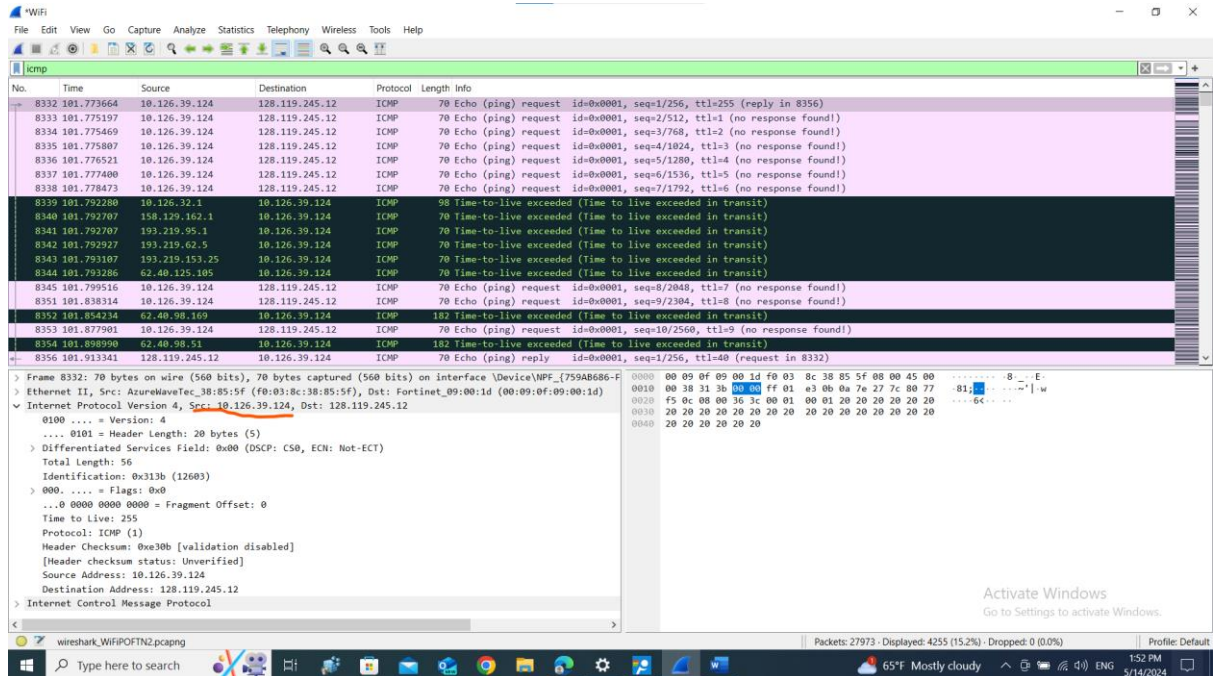 *WiFi
File Edit View Go Capture Analyze Statistics Telephony Wireless Tools Help
icmp
No. Time Source Destination Protocol Length Info
8332 101.773664 10.126.39.124 128.119.245.12 ICMP 70 Echo (ping) request id=0x0001, seq=1/256, ttl=255 (reply in 8356)
8333 101.775197 10.126.39.124 128.119.245.12 ICMP 70 Echo (ping) request id=0x0001, seq=2/512, ttl=1 (no response found!)
8334 101.775469 10.126.39.124 128.119.245.12 ICMP 70 Echo (ping) request id=0x0001, seq=3/768, ttl=2 (no response found!)
8335 101.775807 10.126.39.124 128.119.245.12 ICMP 70 Echo (ping) request id=0x0001, seq=4/1024, ttl=3 (no response found!)
8336 101.776521 10.126.39.124 128.119.245.12 ICMP 70 Echo (ping) request id=0x0001, seq=5/1280, ttl=4 (no response found!)
8337 101.777400 10.126.39.124 128.119.245.12 ICMP 70 Echo (ping) request id=0x0001, seq=6/1536, ttl=5 (no response found!)
8338 101.778473 10.126.39.124 128.119.245.12 ICMP 70 Echo (ping) request id=0x0001, seq=7/1792, ttl=6 (no response found!)
8339 101.792280 10.126.32.1 10.126.39.124 ICMP 98 Time-to-live exceeded (Time to live exceeded in transit)
8340 101.792707 158.129.162.1 10.126.39.124 ICMP 70 Time-to-live exceeded (Time to live exceeded in transit)
8341 101.792707 193.219.95.1 10.126.39.124 ICMP 70 Time-to-live exceeded (Time to live exceeded in transit)
8342 101.792927 193.219.62.5 10.126.39.124 ICMP 70 Time-to-live exceeded (Time to live exceeded in transit)
8343 101.793107 193.219.153.25 10.126.39.124 ICMP 70 Time-to-live exceeded (Time to live exceeded in transit)
8344 101.793286 62.40.125.105 10.126.39.124 ICMP 70 Time-to-live exceeded (Time to live exceeded in transit)
8345 101.799516 10.126.39.124 128.119.245.12 ICMP 70 Echo (ping) request id=0x0001, seq=8/2048, ttl=7 (no response found!)
8351 101.838314 10.126.39.124 128.119.245.12 ICMP 70 Echo (ping) request id=0x0001, seq=9/2304, ttl=8 (no response found!)
8352 101.854234 62.40.98.169 10.126.39.124 ICMP 182 Time-to-live exceeded (Time to live exceeded in transit)
8353 101.877901 10.126.39.124 128.119.245.12 ICMP 70 Echo (ping) request id=0x0001, seq=10/2560, ttl=9 (no response found!)
8354 101.898990 62.40.98.51 10.126.39.124 ICMP 182 Time-to-live exceeded (Time to live exceeded in transit)
8356 101.913341 128.119.245.12 10.126.39.124 ICMP 70 Echo (ping) reply id=0x0001, seq=1/256, ttl=40 (request in 8332)
Frame 8332: 70 bytes on wire (560 bits), 70 bytes captured (560 bits) on interface \Device\NPF_{759AB686-F
Ethernet II, Src: AzureWaveTec_38:85:5f (f0:03:8c:38:85:5f), Dst: Fortinet_09:00:1d (00:09:0f:09:00:1d)
Internet Protocol Version 4, Src: 10.126.39.124, Dst: 128.119.245.12
0100 .... = Version: 4
.... 0101 = Header Length: 20 bytes (5)
Differentiated Services Field: 0x00 (DSCP: CS0, ECN: Not-ECT)
Total Length: 56
Identification: 0x313b (12603)
000. .... = Flags: 0x0
...0 0000 0000 0000 = Fragment Offset: 0
Time to Live: 255
Protocol: ICMP (1)
Header Checksum: 0xe30b [validation disabled]
[Header checksum status: Unverified]
Source Address: 10.126.39.124
Destination Address: 128.119.245.12
Internet Control Message Protocol
0000 00 09 0f 09 00 1d f0 03 8c 38 85 5f 08 00 45 00 ········ ·8·_··E·
0010 00 38 31 3b 00 00 ff 01 e3 0b 0a 7e 27 7c 80 77 ·81;···· ···~'|·w
0020 f5 0c 08 00 36 3c 00 01 00 01 20 20 20 20 20 20 ····6<·· ··
0030 20 20 20 20 20 20 20 20 20 20 20 20 20 20 20 20
0040 20 20 20 20 20 20
Activate Windows
Go to Settings to activate Windows.
wireshark_WiFiPOFTN2.pcapng Packets: 27973 · Displayed: 4255 (15.2%) · Dropped: 0 (0.0%) Profile: Default
Type here to search 65°F Mostly cloudy ENG 1:52 PM
5/14/2024